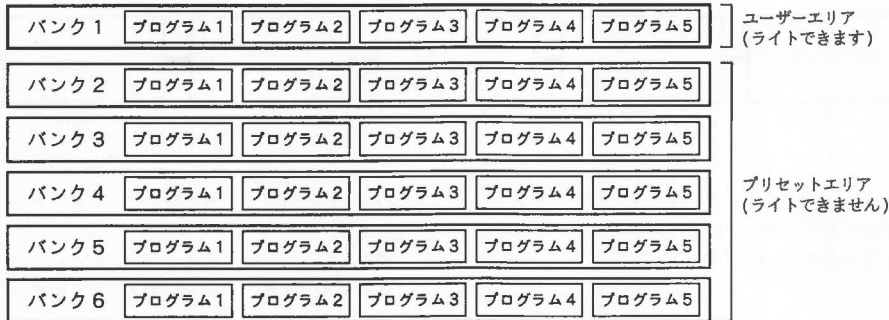 バンク1 プログラム1 プログラム2 プログラム3 プログラム4 プログラム5
ユーザーエリア
(ライトできます)
バンク2 プログラム1 プログラム2 プログラム3 プログラム4 プログラム5
バンク3 プログラム1 プログラム2 プログラム3 プログラム4 プログラム5
バンク4 プログラム1 プログラム2 プログラム3 プログラム4 プログラム5
プリセットエリア
(ライトできません)
バンク5 プログラム1 プログラム2 プログラム3 プログラム4 プログラム5
バンク6 プログラム1 プログラム2 プログラム3 プログラム4 プログラム5